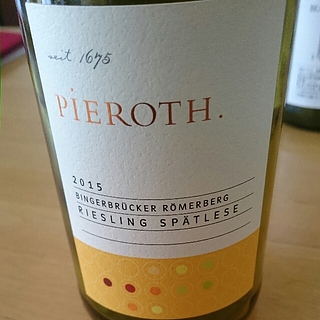 seit 1675
PiEROTH.
2015
BINGERBRÜCKER RÖMERBERG
RIESLING SPÄTLESE